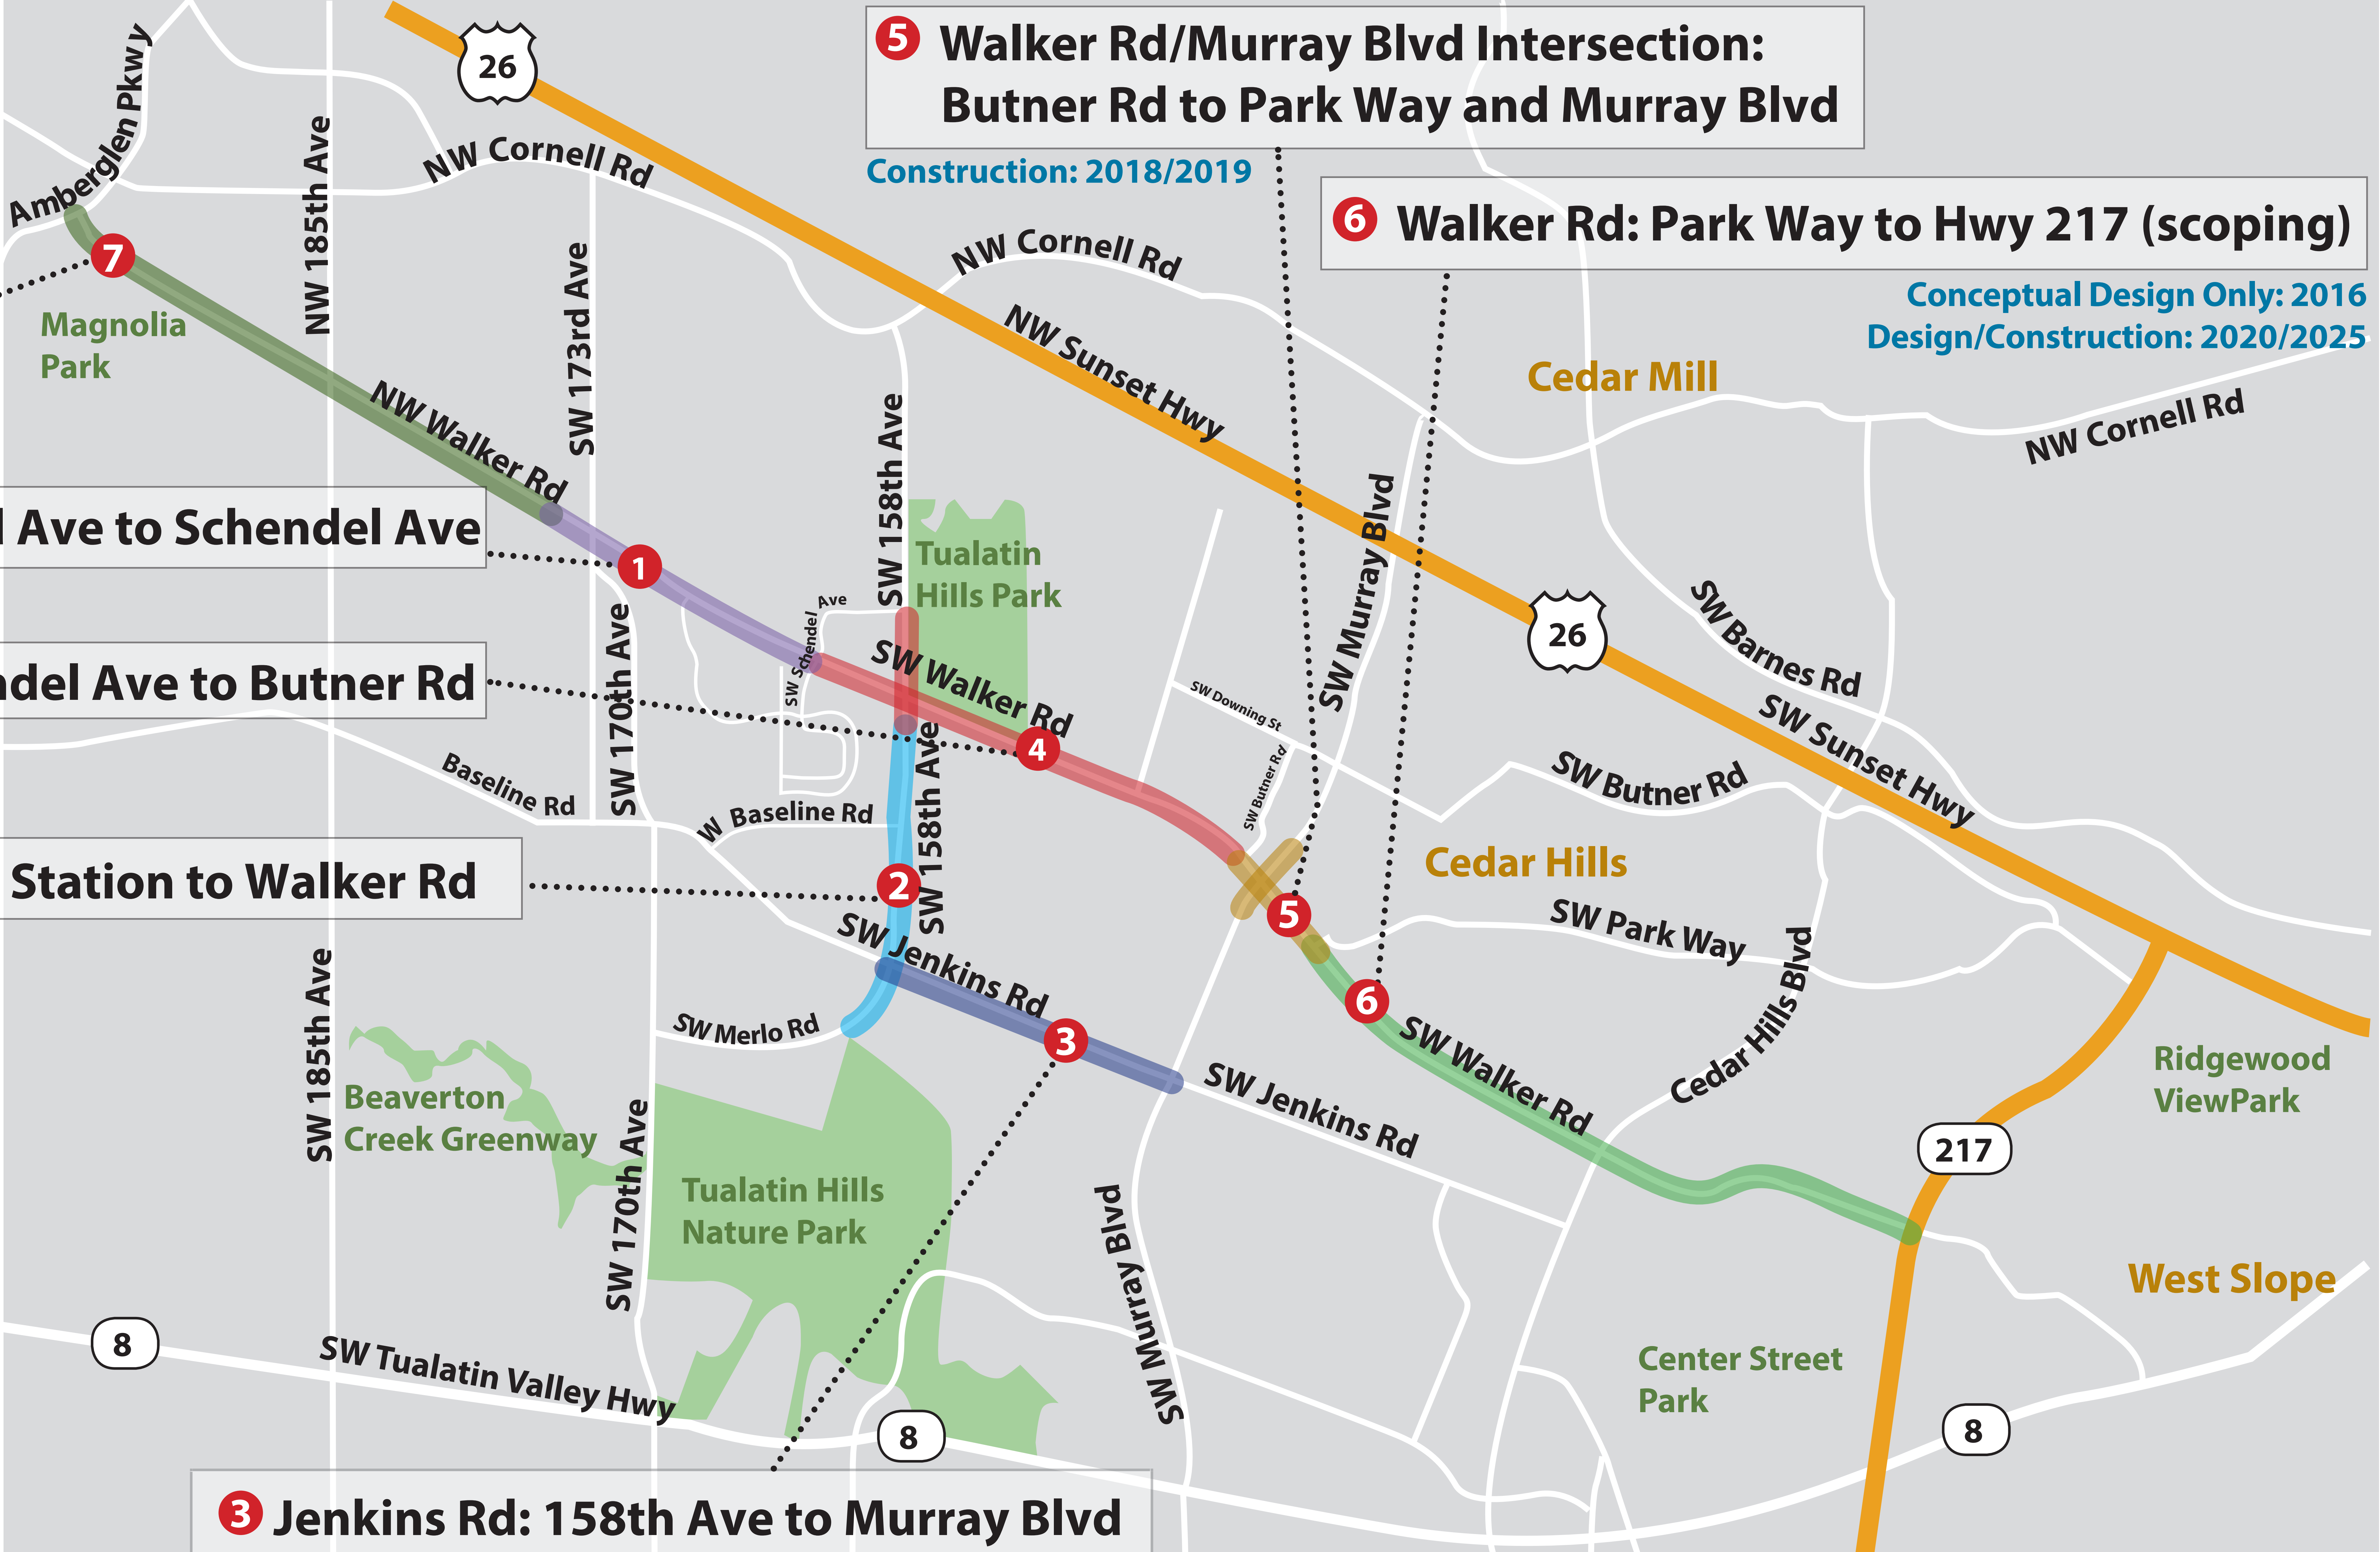 5 Walker Rd/Murray Blvd Intersection:
Butner Rd to Park Way and Murray Blvd
Construction: 2018/2019
6 Walker Rd: Park Way to Hwy 217 (scoping)
Conceptual Design Only: 2016
Design/Construction: 2020/2025
26
Amberglen Pkwy
NW 185th Ave
NW Cornell Rd
SW 173rd Ave
7
Magnolia
Park
NW Walker Rd
NW Cornell Rd
NW Sunset Hwy
Cedar Mill
NW Cornell Rd
SW 158th Ave
SW Murray Blvd
Ave to Schendel Ave
1
Tualatin
Hills Park
SW Schendel Ave
SW Walker Rd
26
SW Barnes Rd
SW Sunset Hwy
Ave to Butner Rd
SW 170th Ave
4
SW Downing St
SW Butner Rd
SW Butner Rd
Baseline Rd
W Baseline Rd
SW 158th Ave
Cedar Hills
Station to Walker Rd
2
5
SW Park Way
Cedar Hills Blvd
SW Jenkins Rd
SW Merlo Rd
3
6
SW Walker Rd
SW Jenkins Rd
SW 185th Ave
Beaverton
Creek Greenway
SW 170th Ave
Tualatin Hills
Nature Park
SW Murray Blvd
Ridgewood
ViewPark
217
West Slope
Center Street
Park
8
SW Tualatin Valley Hwy
8
8
3 Jenkins Rd: 158th Ave to Murray Blvd